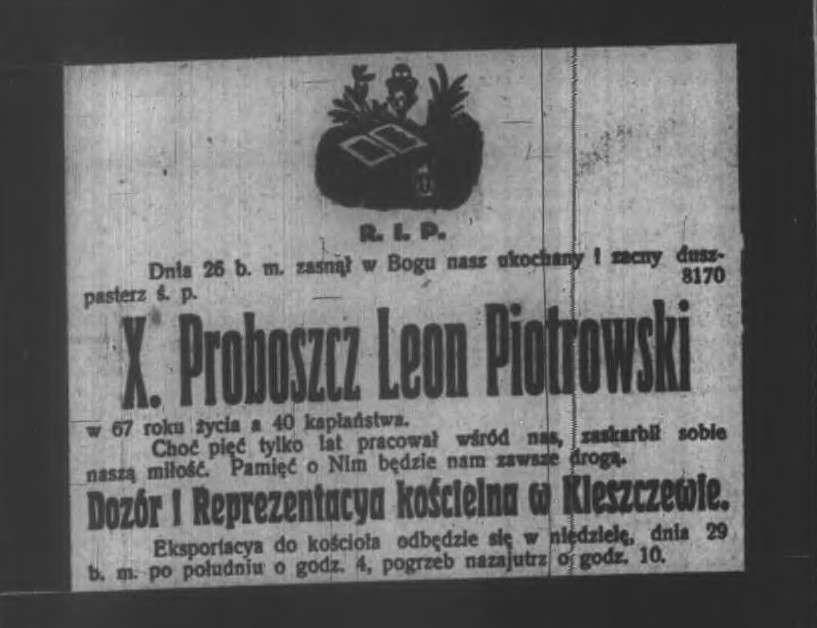 R. I. P.
Dnia 26 b. m. zasnął w Bogu nasz ukochany i zacny dusz-
pasterz ś. p. 8170
X. Proboszcz Leon Piotrowski
w 67 roku życia a 40 kapłaństwa.
Choć pięć tylko lat pracował wśród nas, zaskarbił sobie
naszą miłość. Pamięć o Nim będzie nam zawsze drogą.
Dozór i Reprezentacya kościelna w Kleszczewie.
Eksportacya do kościoła odbędzie się w niedzielę, dnia 29
b. m. po południu o godz. 4, pogrzeb nazajutrz o godz. 10.